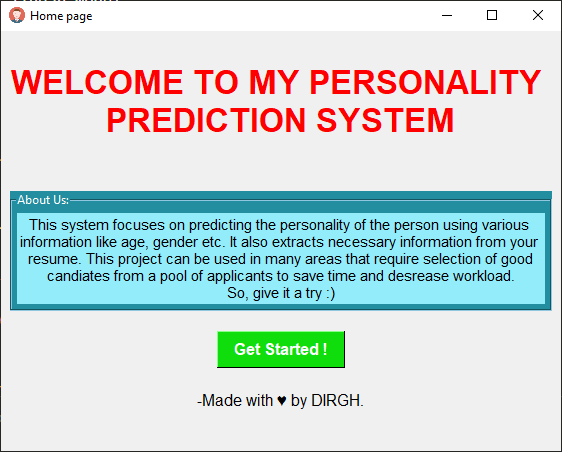 Home page
WELCOME TO MY PERSONALITY
PREDICTION SYSTEM
About Us:
This system focuses on predicting the personality of the person using various
information like age, gender etc. It also extracts necessary information from your
resume. This project can be used in many areas that require selection of good
candiates from a pool of applicants to save time and desrease workload.
So, give it a try :)
Get Started !
-Made with ♥ by DIRGH.